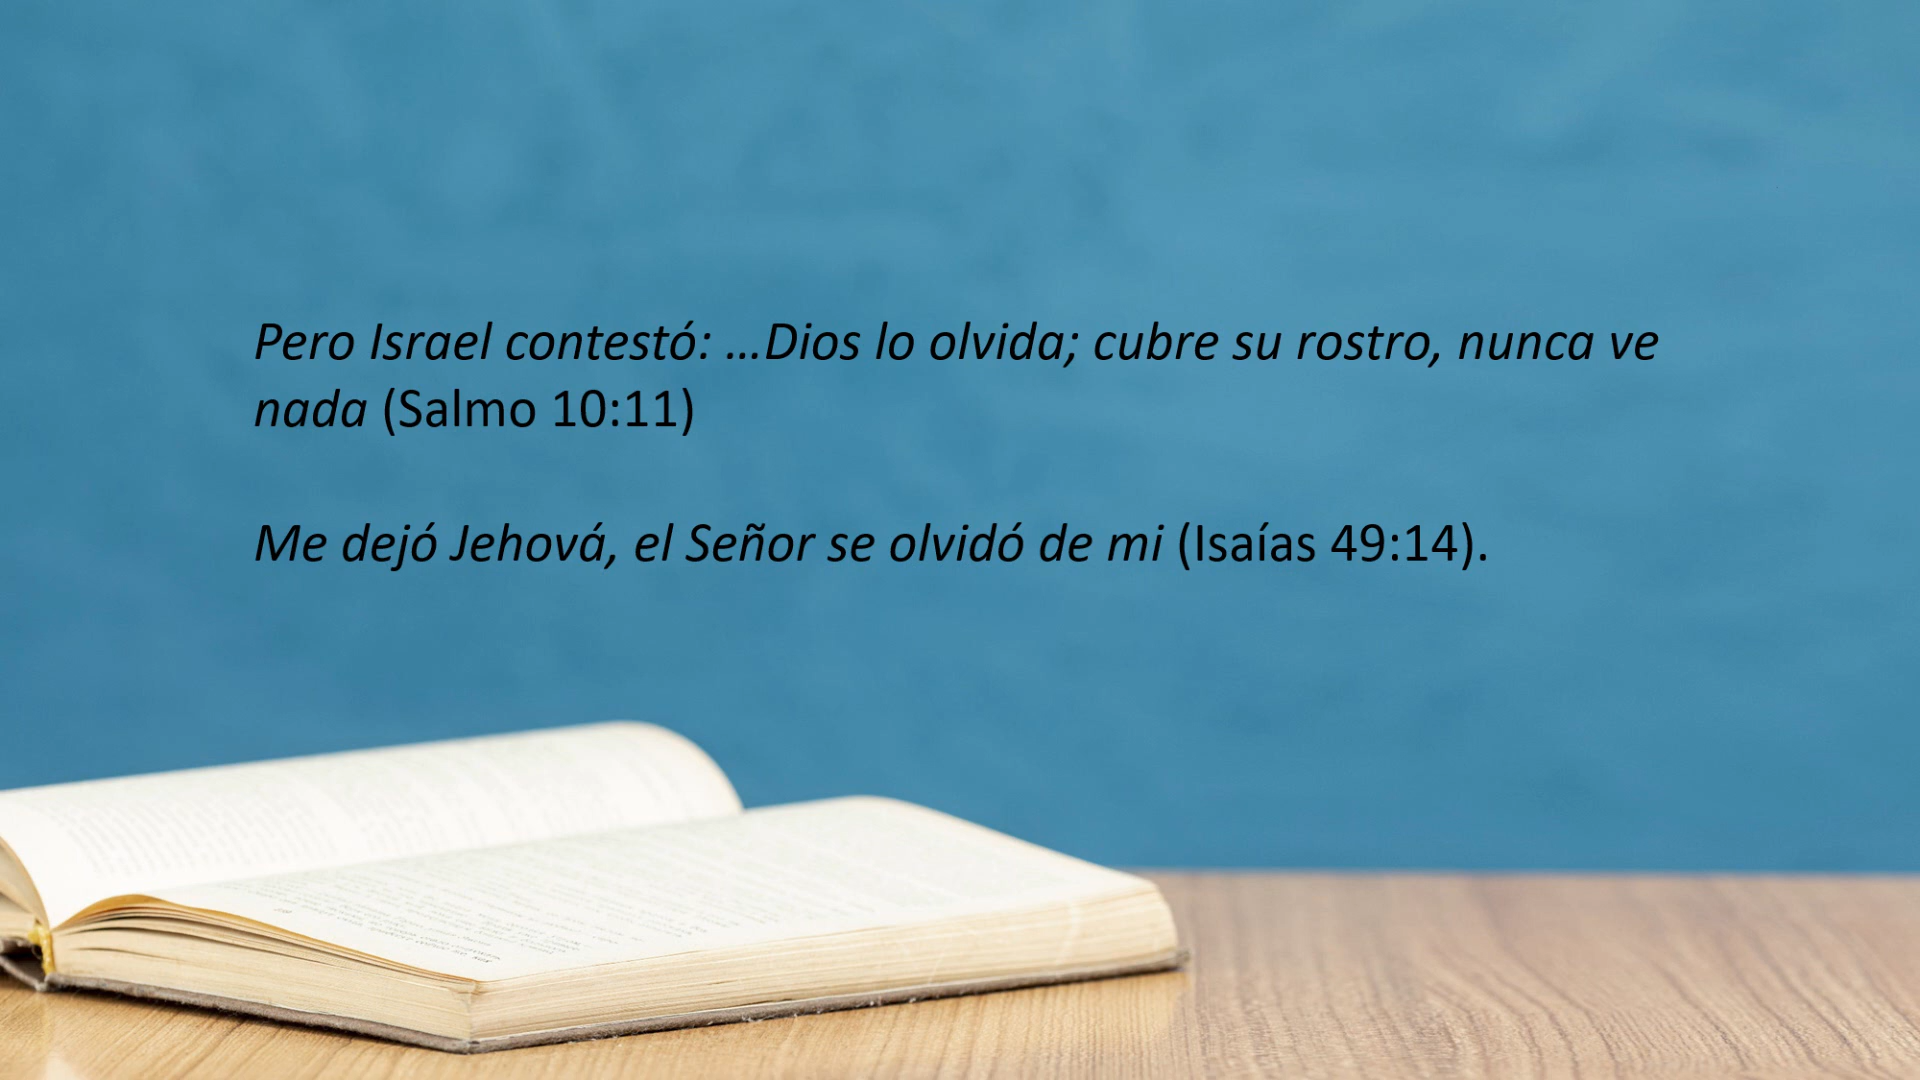 Pero Israel contestó: …Dios lo olvida; cubre su rostro, nunca ve
nada (Salmo 10:11)
Me dejó Jehová, el Señor se olvidó de mi (Isaías 49:14).